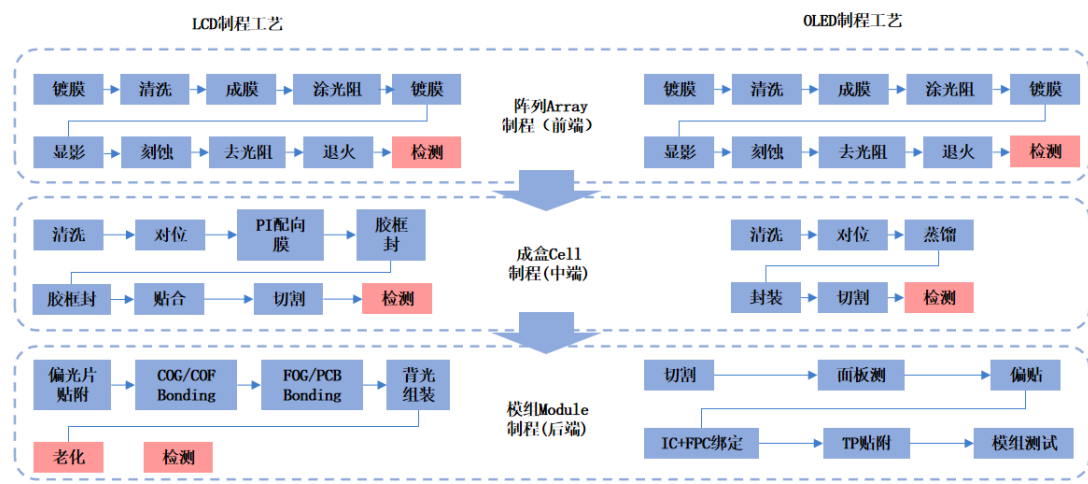 LCD制程工艺
OLED制程工艺
镀膜
清洗
成膜
涂光阻
镀膜
显影
刻蚀
去光阻
退火
检测
阵列Array
制程（前端）
镀膜
清洗
成膜
涂光阻
镀膜
显影
刻蚀
去光阻
退火
检测
清洗
对位
PI配向
膜
胶框
封
胶框封
贴合
切割
检测
成盒Cell
制程(中端)
清洗
对位
蒸馏
封装
切割
检测
偏光片
贴附
COG/COF
Bonding
FOG/PCB
Bonding
背光
组装
老化
检测
模组Module
制程(后端)
切割
面板测
偏贴
IC+FPC绑定
TP贴附
模组测试